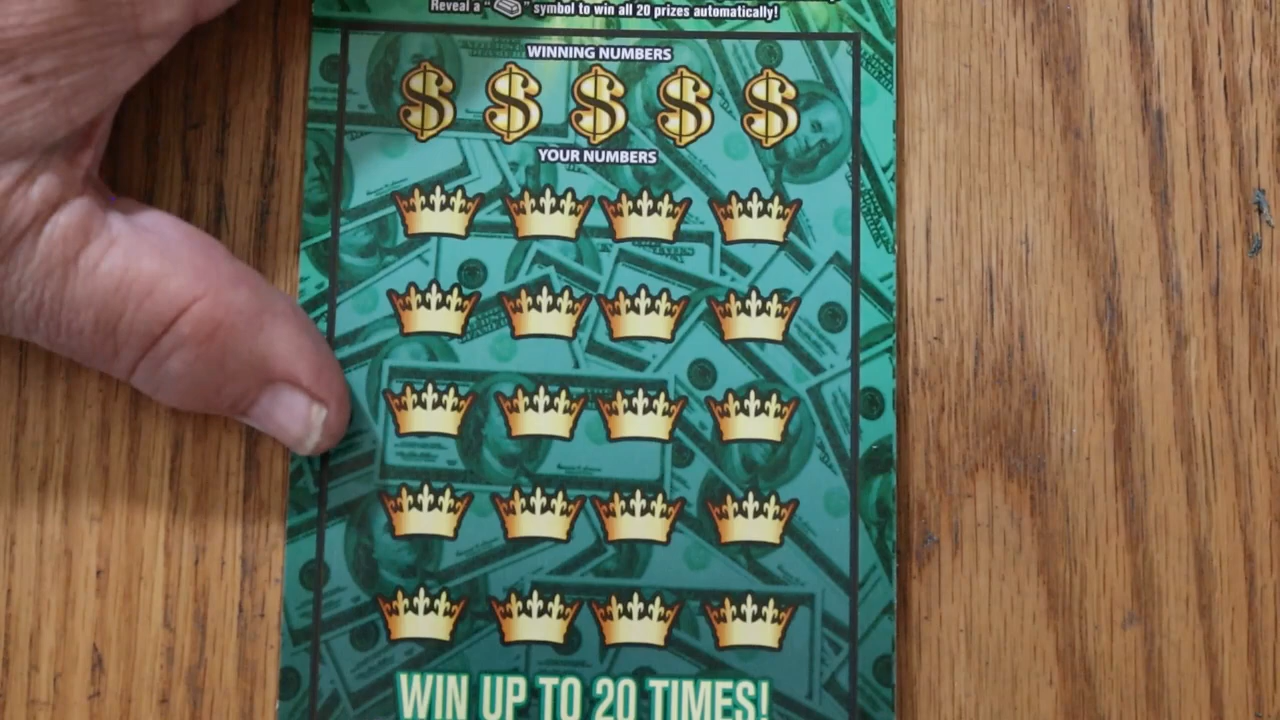 Reveal a "" symbol to win all 20 prizes automatically!
WINNING NUMBERS
YOUR NUMBERS
WIN UP TO 20 TIMES!